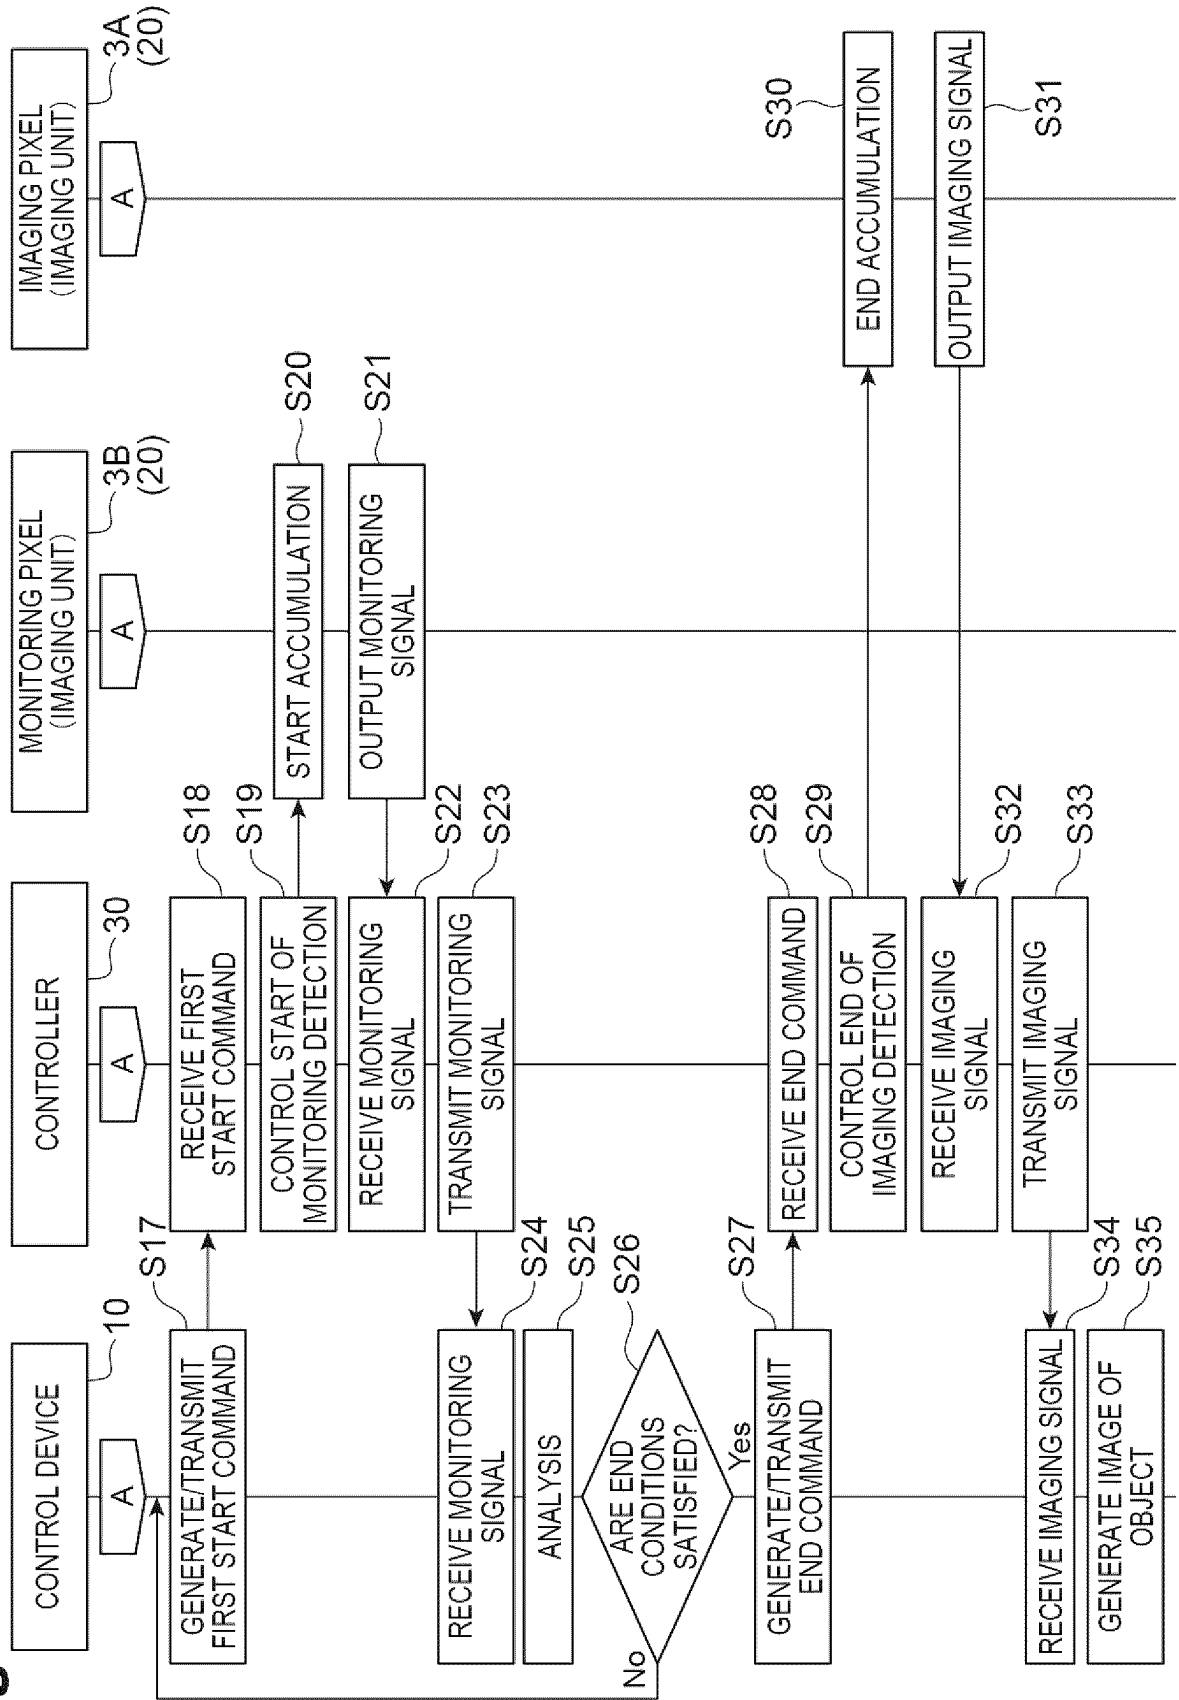 CONTROL DEVICE
10
A
GENERATE/TRANSMIT
FIRST START COMMAND
S17
RECEIVE MONITORING
SIGNAL
S24
ANALYSIS
S25
ARE END
CONDITIONS
SATISFIED?
S26
No
Yes
GENERATE/TRANSMIT
END COMMAND
S27
RECEIVE IMAGING SIGNAL
S34
GENERATE IMAGE OF
OBJECT
S35
CONTROLLER
30
A
RECEIVE FIRST
START COMMAND
S18
CONTROL START OF
MONITORING DETECTION
S19
RECEIVE MONITORING
SIGNAL
S22
TRANSMIT MONITORING
SIGNAL
S23
RECEIVE END COMMAND
S28
CONTROL END OF
IMAGING DETECTION
S29
RECEIVE IMAGING
SIGNAL
S32
TRANSMIT IMAGING
SIGNAL
S33
MONITORING PIXEL
(IMAGING UNIT)
3B
(20)
A
START ACCUMULATION
S20
OUTPUT MONITORING
SIGNAL
S21
IMAGING PIXEL
(IMAGING UNIT)
3A
(20)
A
END ACCUMULATION
S30
OUTPUT IMAGING SIGNAL
S31